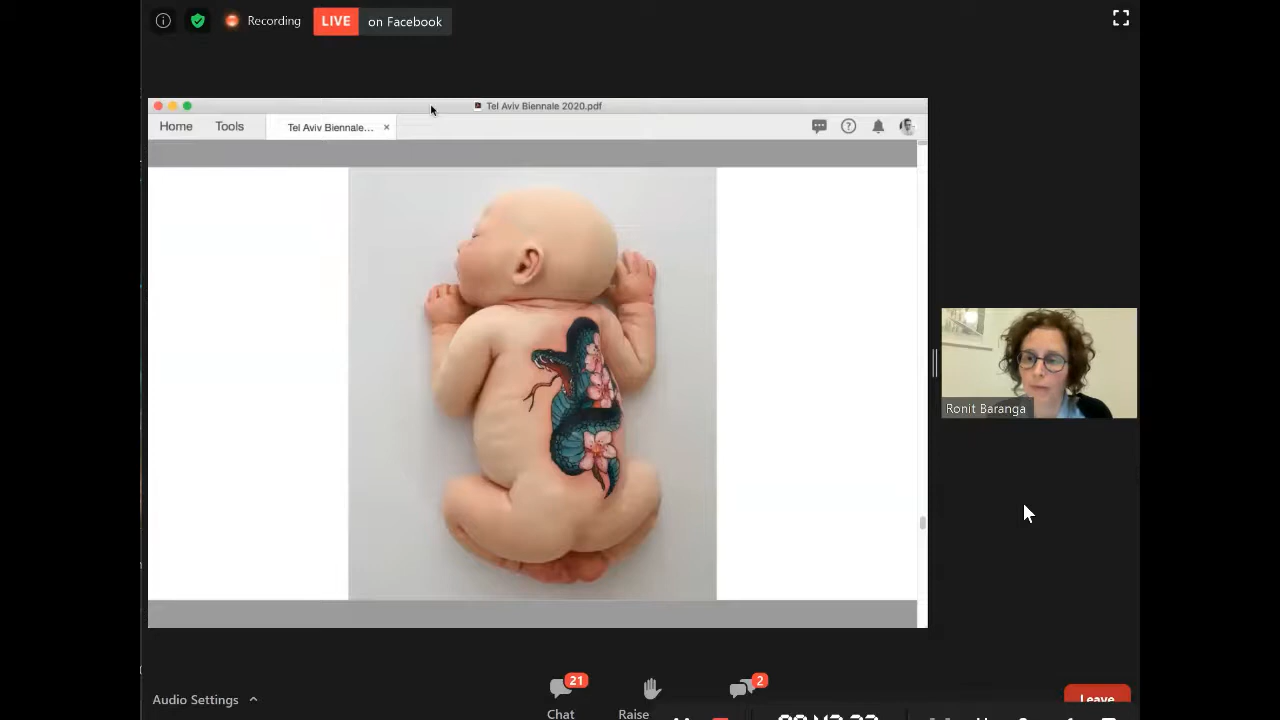 Recording
LIVE
on Facebook
Tel Aviv Biennale 2020.pdf
Home
Tools
Tel Aviv Biennale...
Ronit Baranga
21
2
Audio Settings
Chat
Raise
Leave